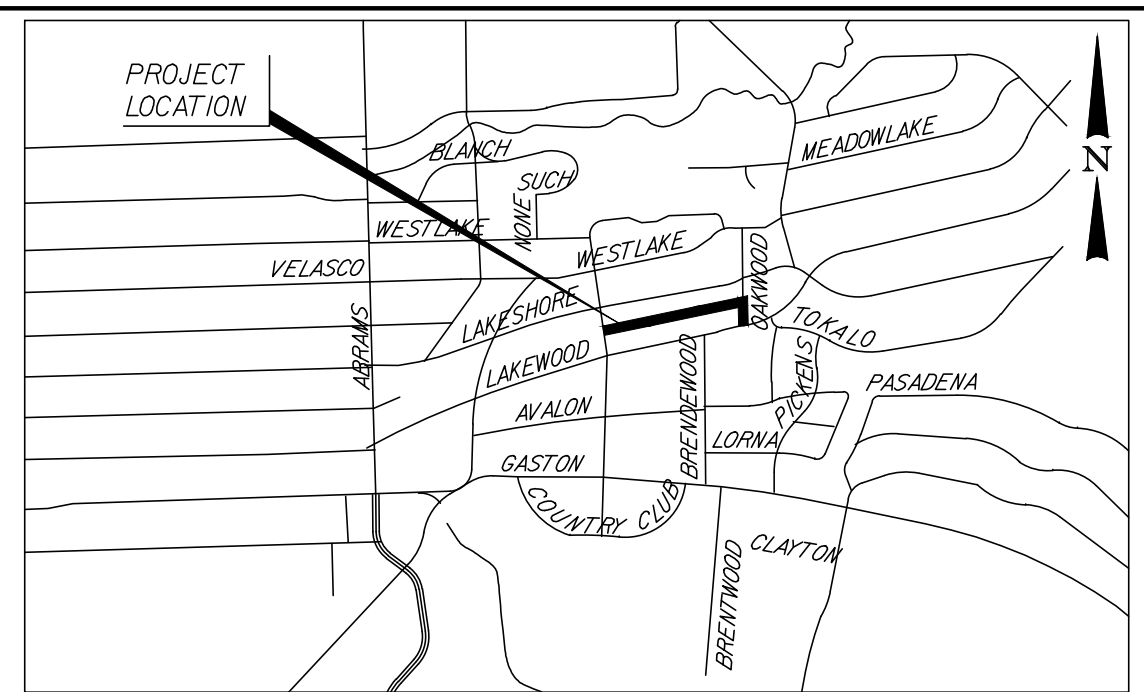 PROJECT
LOCATION
N
MEADOWLAKE
BLANCH
SUCH
NONE
WESTLAKE
WESTLAKE
VELASCO
OAKWOOD
LAKESHORE
TOKALO
ABRAMS
LAKEWOOD
BRENDEWOOD
PICKENS
PASADENA
AVALON
LORNA
GASTON
COUNTRY CLUB
CLAYTON
BRENTWOOD